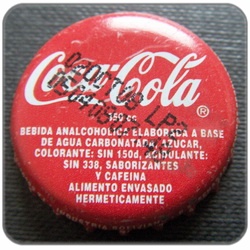 Coca-Cola®
150 cc
BEBIDA ANALCOHOLICA ELABORADA A BASE
DE AGUA CARBONATADA, AZUCAR,
COLORANTE: SIN 150d, ACIDULANTE:
SIN 338, SABORIZANTES
Y CAFEINA
ALIMENTO ENVASADO
HERMETICAMENTE